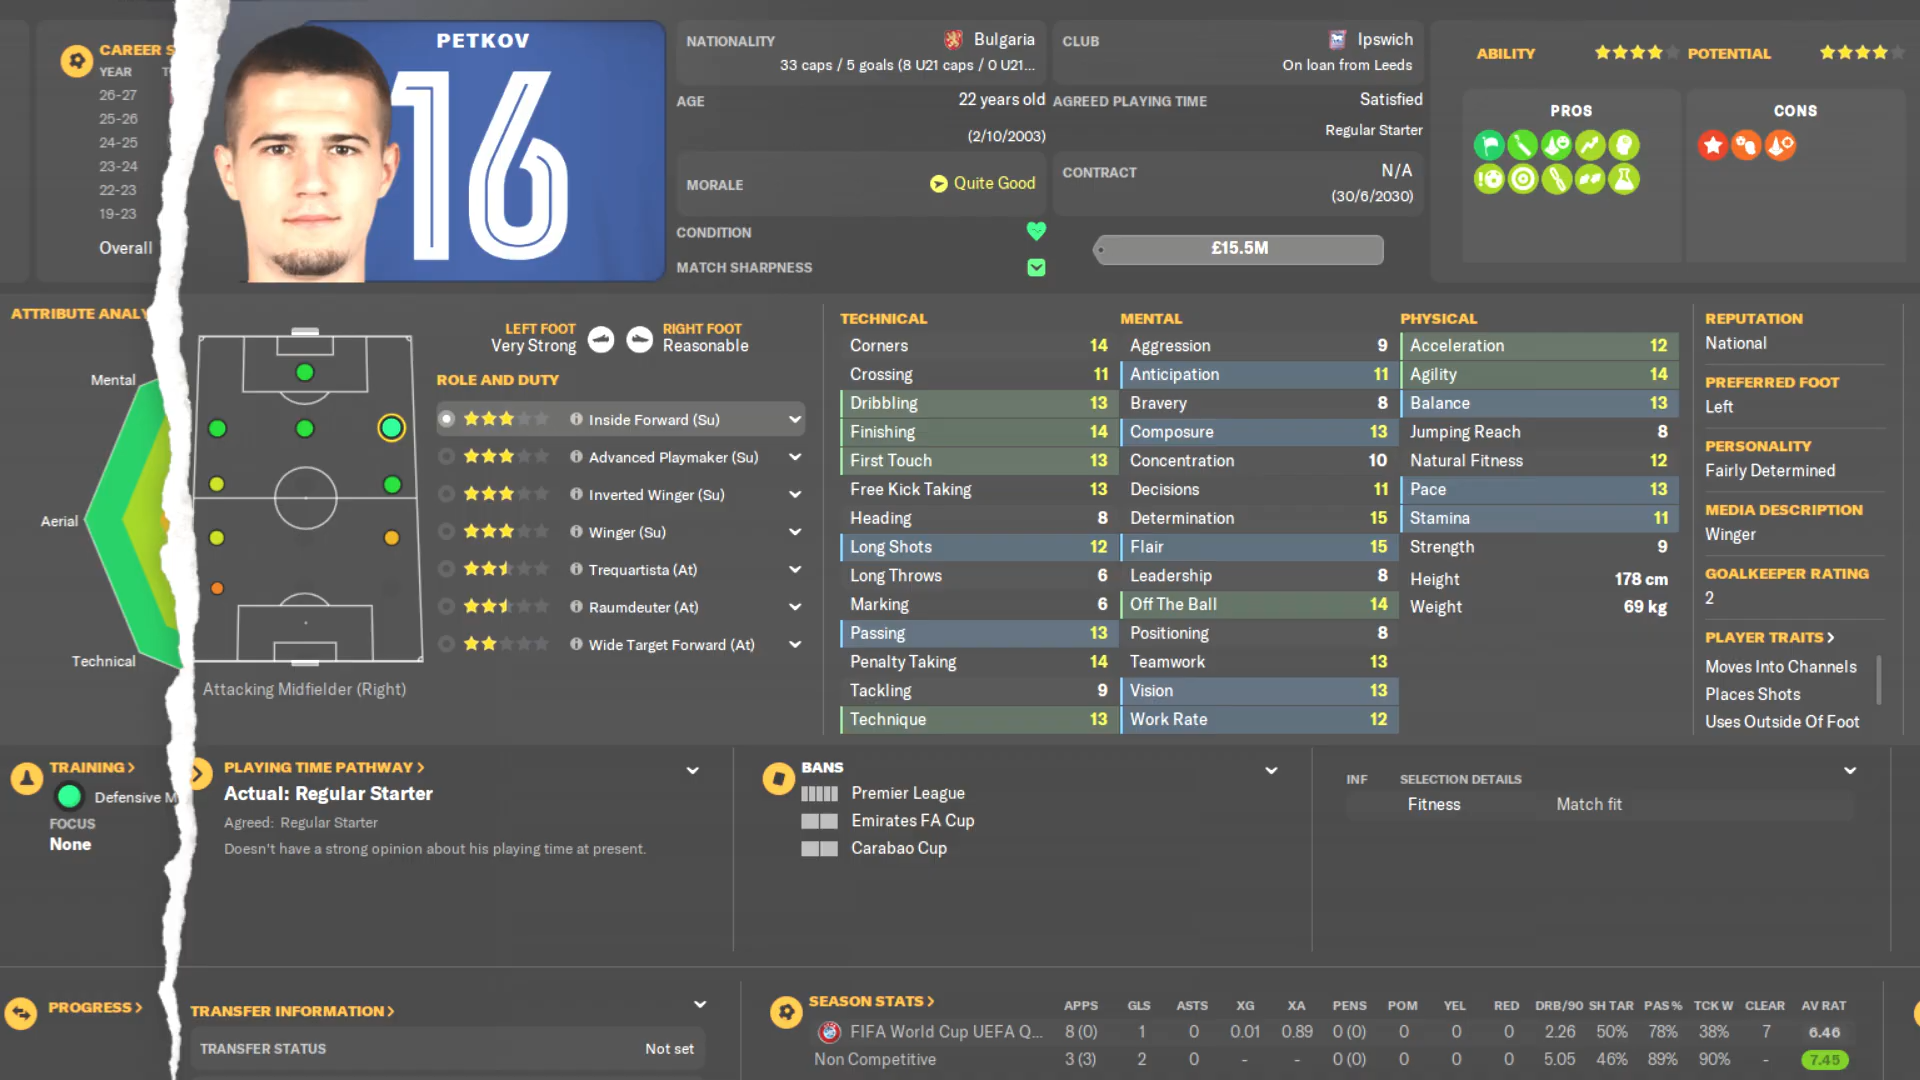 CAREER S
YEAR
26-27
25-26
24-25
23-24
22-23
19-23
Overall
PETKOV
16
NATIONALITY
Bulgaria
33 caps / 5 goals (8 U21 caps / 0 U21...
AGE
22 years old
(2/10/2003)
MORALE
Quite Good
CONDITION
MATCH SHARPNESS
CLUB
Ipswich
On loan from Leeds
AGREED PLAYING TIME
Satisfied
Regular Starter
CONTRACT
N/A
(30/6/2030)
£15.5M
ABILITY
POTENTIAL
PROS
CONS
ATTRIBUTE ANALY
Mental
Aerial
Technical
Attacking Midfielder (Right)
LEFT FOOT
Very Strong
RIGHT FOOT
Reasonable
ROLE AND DUTY
Inside Forward (Su)
Advanced Playmaker (Su)
Inverted Winger (Su)
Winger (Su)
Trequartista (At)
Raumdeuter (At)
Wide Target Forward (At)
TECHNICAL
Corners 14
Crossing 11
Dribbling 13
Finishing 14
First Touch 13
Free Kick Taking 13
Heading 8
Long Shots 12
Long Throws 6
Marking 6
Passing 13
Penalty Taking 14
Tackling 9
Technique 13
MENTAL
Aggression 9
Anticipation 11
Bravery 8
Composure 13
Concentration 10
Decisions 11
Determination 15
Flair 15
Leadership 8
Off The Ball 14
Positioning 8
Teamwork 13
Vision 13
Work Rate 12
PHYSICAL
Acceleration 12
Agility 14
Balance 13
Jumping Reach 8
Natural Fitness 12
Pace 13
Stamina 11
Strength 9
Height 178 cm
Weight 69 kg
REPUTATION
National
PREFERRED FOOT
Left
PERSONALITY
Fairly Determined
MEDIA DESCRIPTION
Winger
GOALKEEPER RATING
2
PLAYER TRAITS >
Moves Into Channels
Places Shots
Uses Outside Of Foot
TRAINING >
Defensive M
FOCUS
None
PLAYING TIME PATHWAY >
Actual: Regular Starter
Agreed: Regular Starter
Doesn't have a strong opinion about his playing time at present.
BANS
Premier League
Emirates FA Cup
Carabao Cup
INF SELECTION DETAILS
Fitness Match fit
PROGRESS >
TRANSFER INFORMATION >
TRANSFER STATUS Not set
SEASON STATS > APPS GLS ASTS XG XA PENS POM YEL RED DRB/90 SH TAR PAS % TCK W CLEAR AV RAT
FIFA World Cup UEFA Q... 8 (0) 1 0 0.01 0.89 0 (0) 0 0 0 2.26 50% 78% 38% 7 6.46
Non Competitive 3 (3) 2 0 - - 0 (0) 0 0 0 5.05 46% 89% 90% - 7.45